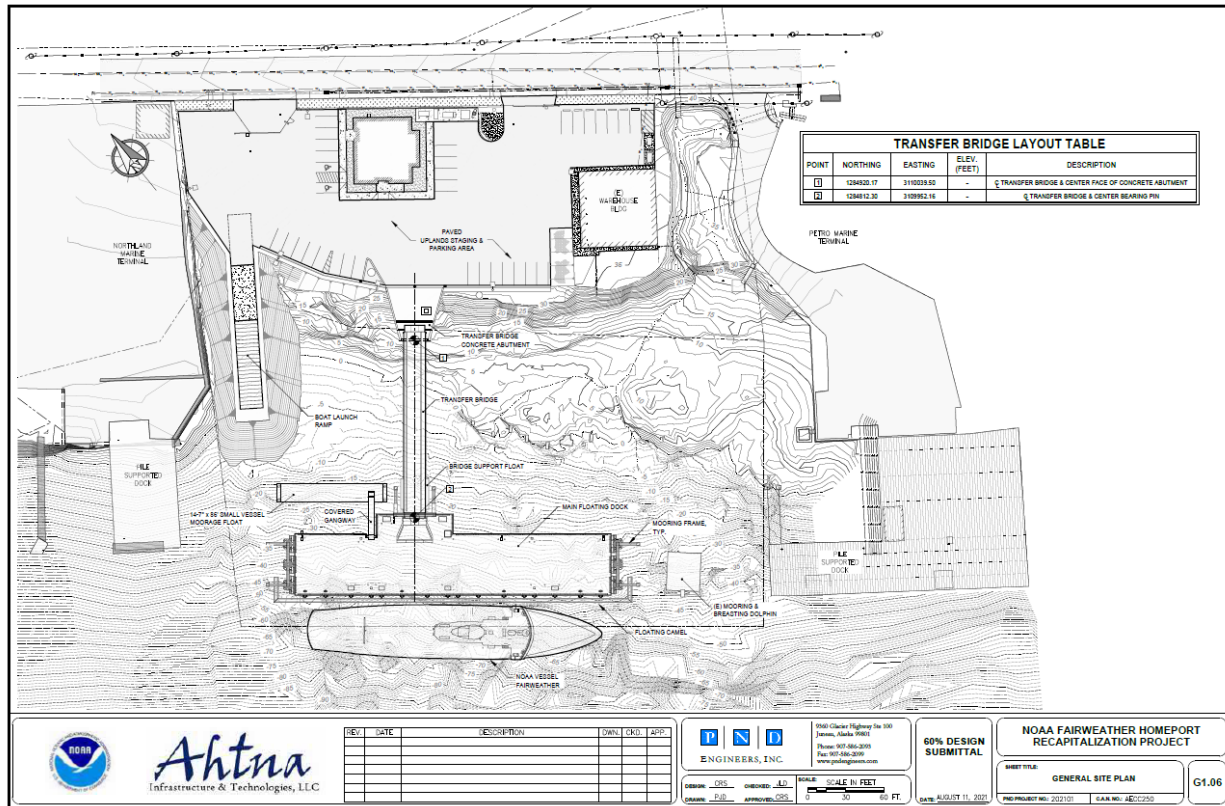 TRANSFER BRIDGE LAYOUT TABLE
POINT NORTHING EASTING ELEV. (FEET) DESCRIPTION
1 1284920.17 3110039.50 - ℄ TRANSFER BRIDGE & CENTER FACE OF CONCRETE ABUTMENT
2 1284812.30 3109952.16 - ℄ TRANSFER BRIDGE & CENTER BEARING PIN
NORTHLAND
MARINE
TERMINAL
PAVED
UPLANDS STAGING &
PARKING AREA
(E)
WAREHOUSE
BLDG
PETRO MARINE
TERMINAL
TRANSFER BRIDGE
CONCRETE ABUTMENT
1
TRANSFER BRIDGE
BOAT LAUNCH
RAMP
PILE
SUPPORTED
DOCK
BRIDGE SUPPORT FLOAT
2
14'-7" x 86' SMALL VESSEL
MOORAGE FLOAT
COVERED
GANGWAY
MAIN FLOATING DOCK
MOORING FRAME,
TYP.
PILE
SUPPORTED
DOCK
(E) MOORING &
BREASTING DOLPHIN
FLOATING CAMEL
NOAA VESSEL
FAIRWEATHER
NOAA
Ahtna
Infrastructure & Technologies, LLC
REV. DATE DESCRIPTION DWN. CKD. APP.
P N D
ENGINEERS, INC.
9360 Glacier Highway Ste 100
Juneau, Alaska 99801
Phone: 907-586-2093
Fax: 907-586-2099
www.pndengineers.com
DESIGN: CRS CHECKED: JLD
DRAWN: PJD APPROVED: CRS
SCALE: SCALE IN FEET
0 30 60 FT.
60% DESIGN
SUBMITTAL
DATE: AUGUST 11, 2021
NOAA FAIRWEATHER HOMEPORT
RECAPITALIZATION PROJECT
SHEET TITLE:
GENERAL SITE PLAN
PND PROJECT NO.: 202101 C.A.N. NO.: AECC250
G1.06